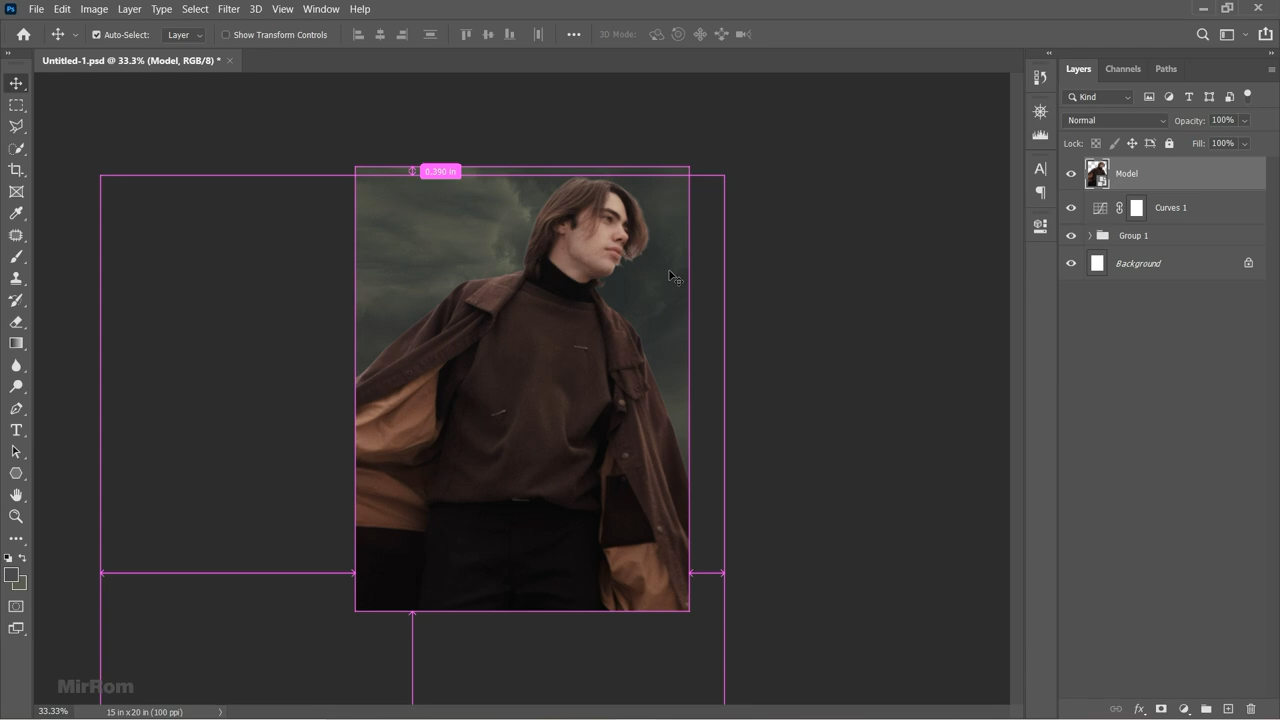 Ps File Edit Image Layer Type Select Filter 3D View Window Help
Auto-Select: Layer Show Transform Controls 3D Mode:
Untitled-1.psd @ 33.3% (Model, RGB/8) *
Layers Channels Paths
Kind
Normal Opacity: 100%
Lock: Fill: 100%
0,390 in
Model
Curves 1
Group 1
Background
MirRom
33.33% 15 in x 20 in (100 ppi)